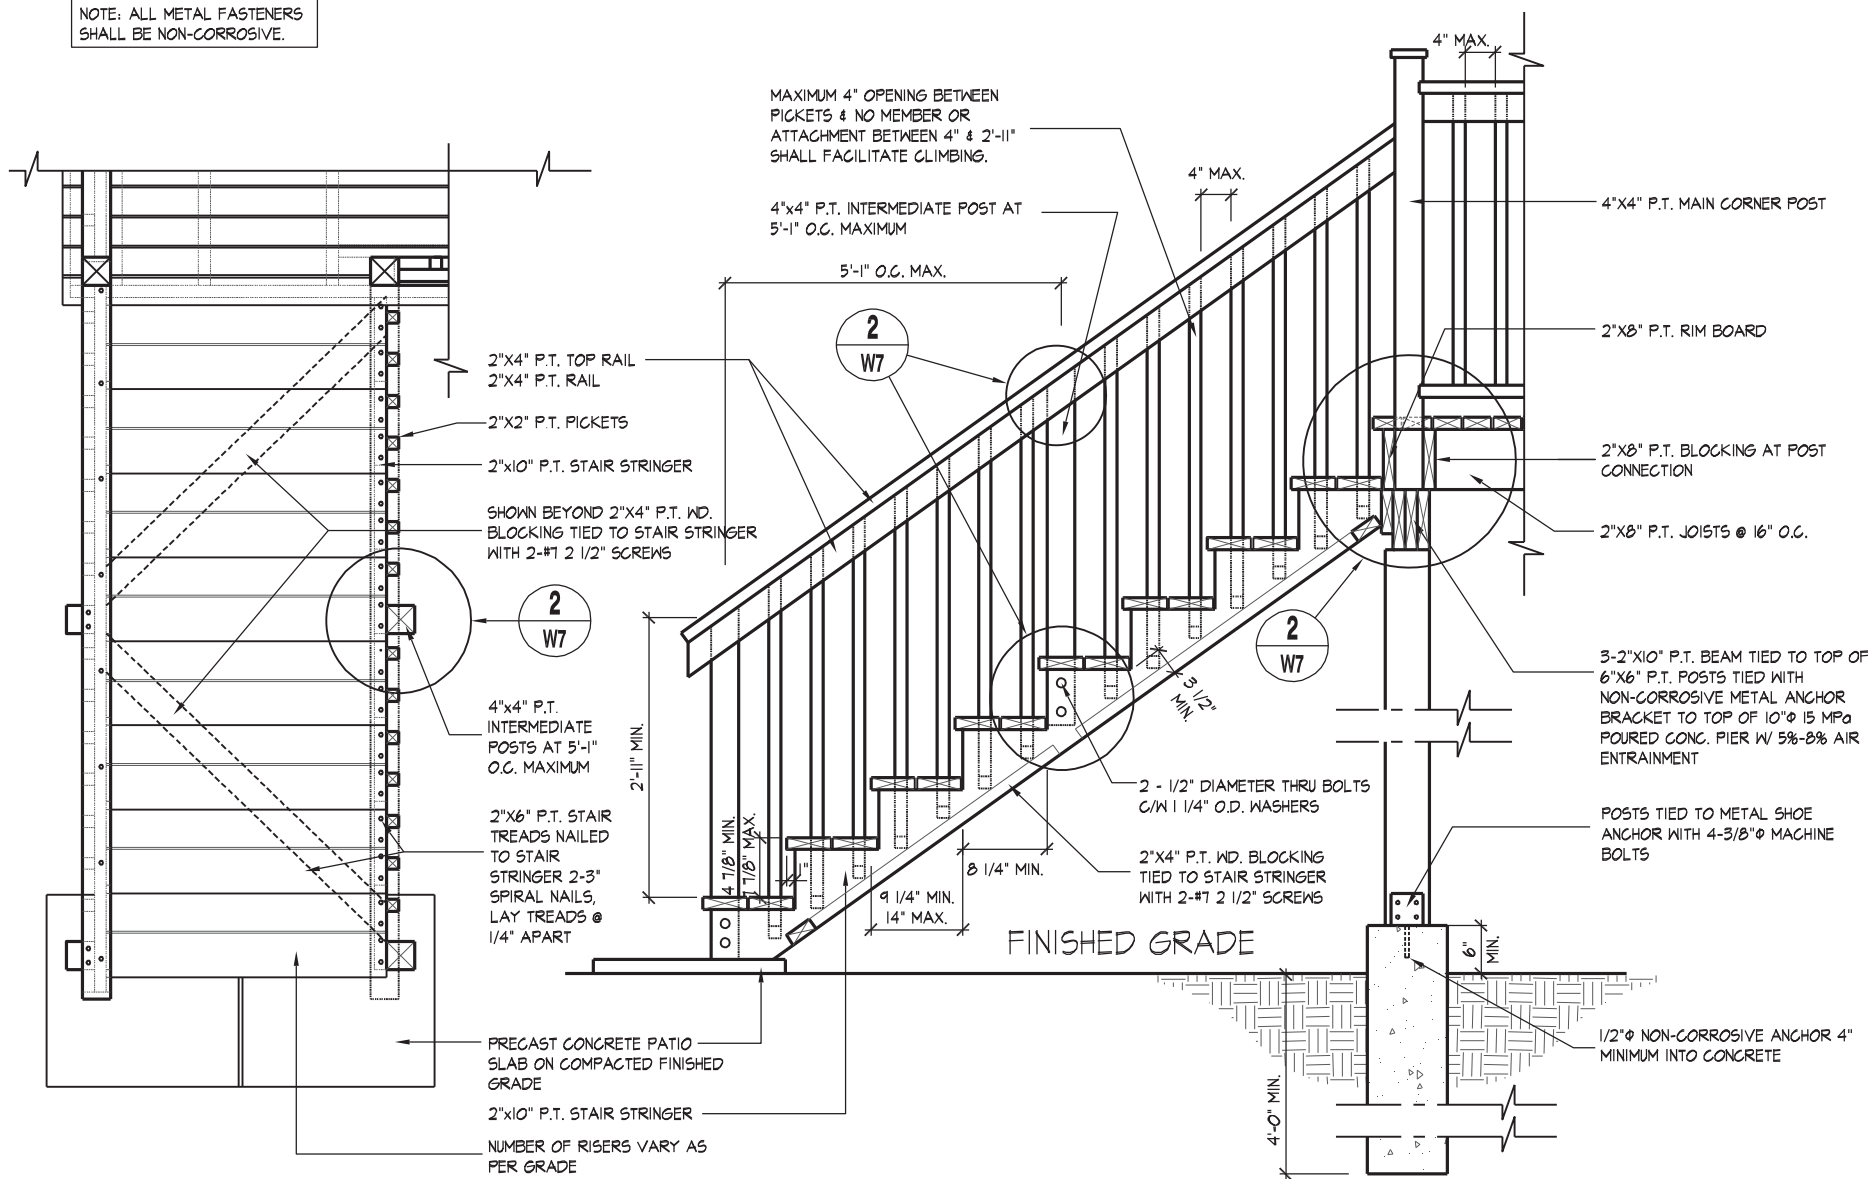 NOTE: ALL METAL FASTENERS
SHALL BE NON-CORROSIVE.
MAXIMUM 4" OPENING BETWEEN
PICKETS & NO MEMBER OR
ATTACHMENT BETWEEN 4" & 2'-11"
SHALL FACILITATE CLIMBING.
4"x4" P.T. INTERMEDIATE POST AT
5'-1" O.C. MAXIMUM
4" MAX.
4" MAX.
5'-1" O.C. MAX.
2
W7
2"X4" P.T. TOP RAIL
2"X4" P.T. RAIL
2"X2" P.T. PICKETS
2"x10" P.T. STAIR STRINGER
SHOWN BEYOND 2"X4" P.T. WD.
BLOCKING TIED TO STAIR STRINGER
WITH 2-#7 2 1/2" SCREWS
2
W7
4"x4" P.T.
INTERMEDIATE
POSTS AT 5'-1"
O.C. MAXIMUM
2"X6" P.T. STAIR
TREADS NAILED
TO STAIR
STRINGER 2-3"
SPIRAL NAILS,
LAY TREADS @
1/4" APART
PRECAST CONCRETE PATIO
SLAB ON COMPACTED FINISHED
GRADE
2"x10" P.T. STAIR STRINGER
NUMBER OF RISERS VARY AS
PER GRADE
2'-11" MIN.
4 7/8" MIN.
7 7/8" MAX.
1"
9 1/4" MIN.
14" MAX.
8 1/4" MIN.
3 1/2"
MIN.
2
W7
2 - 1/2" DIAMETER THRU BOLTS
C/W 1 1/4" O.D. WASHERS
2"X4" P.T. WD. BLOCKING
TIED TO STAIR STRINGER
WITH 2-#7 2 1/2" SCREWS
FINISHED GRADE
4'-0" MIN.
6"
MIN.
4"X4" P.T. MAIN CORNER POST
2"X8" P.T. RIM BOARD
2"X8" P.T. BLOCKING AT POST
CONNECTION
2"X8" P.T. JOISTS @ 16" O.C.
3-2"X10" P.T. BEAM TIED TO TOP OF
6"X6" P.T. POSTS TIED WITH
NON-CORROSIVE METAL ANCHOR
BRACKET TO TOP OF 10"Φ 15 MPa
POURED CONC. PIER W/ 5%-8% AIR
ENTRAINMENT
POSTS TIED TO METAL SHOE
ANCHOR WITH 4-3/8"Φ MACHINE
BOLTS
1/2"Φ NON-CORROSIVE ANCHOR 4"
MINIMUM INTO CONCRETE